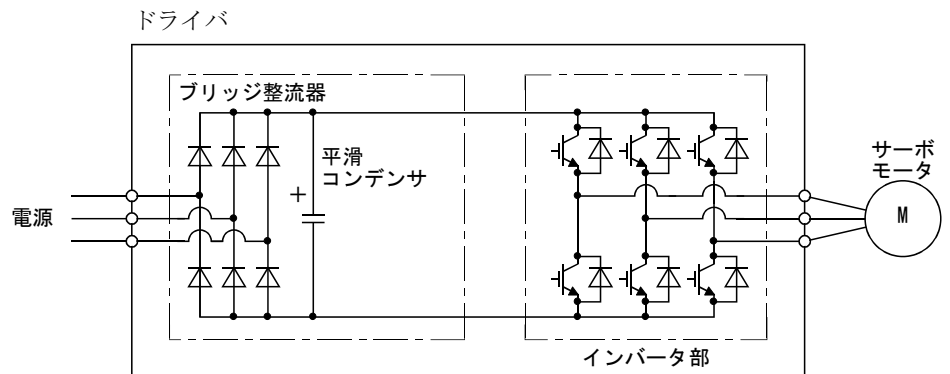 ドライバ
ブリッジ整流器
平滑
コンデンサ
+
電源
サーボ
モータ
M
インバータ部